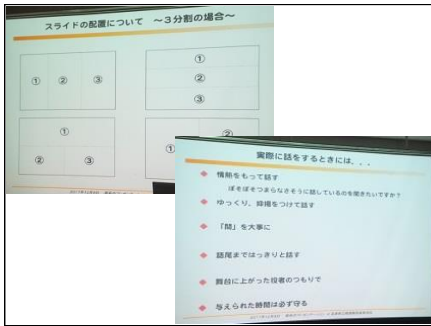 スライドの配置について ～3分割の場合～
① ② ③
①
②
③
①
② ③
②
①
実際に話をするときには．．．
情熱をもって話す
ぼそぼそつまらなさそうに話しているのを聞きたいですか？
ゆっくり、抑揚をつけて話す
「間」を大事に
語尾まではっきりと話す
舞台に上がった役者のつもりで
与えられた時間は必ず守る